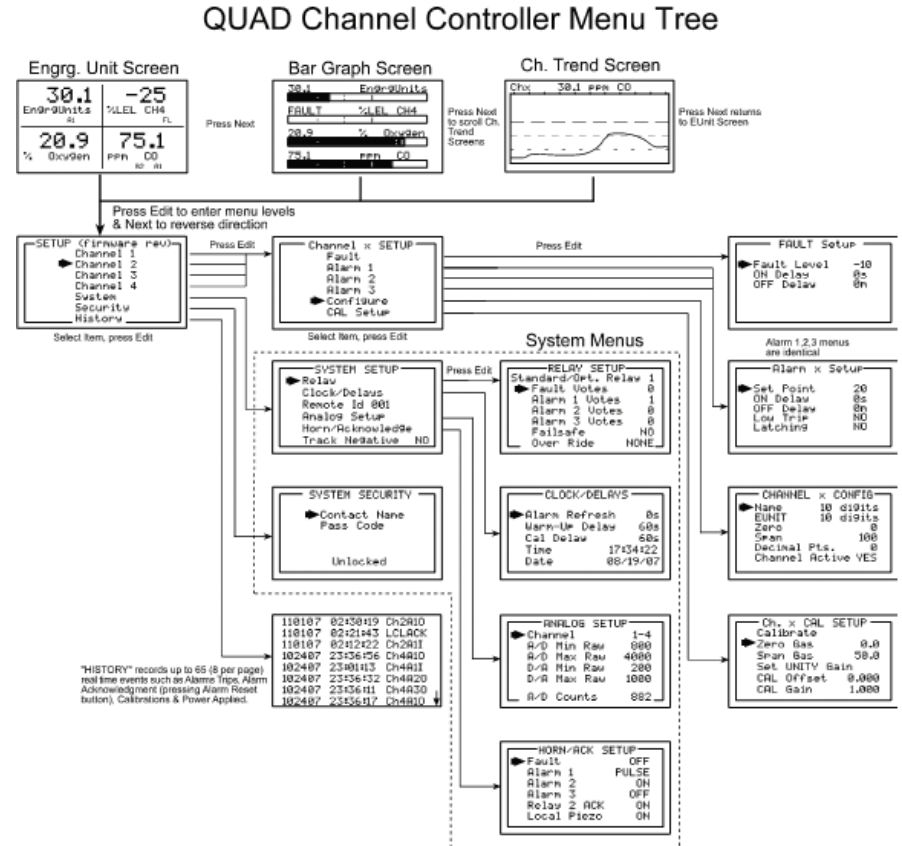 QUAD Channel Controller Menu Tree
Engrg. Unit Screen
30.1
EngrgUnits
A1
-25
%LEL CH4
FL
20.9
% Oxygen
75.1
PPm CO
A2 A1
Press Next
Bar Graph Screen
30.1 EngrgUnits
FAULT %LEL CH4
20.9 % Oxygen
75.1 PPm CO
Press Next
to scroll Ch.
Trend
Screens
Ch. Trend Screen
Chx 30.1 PPm CO
Press Next returns
to EUnit Screen
Press Edit to enter menu levels
& Next to reverse direction
SETUP (firmware rev)
Channel 1
Channel 2
Channel 3
Channel 4
System
Security
History
Select Item, press Edit
Press Edit
Channel x SETUP
Fault
Alarm 1
Alarm 2
Alarm 3
Configure
CAL Setup
Select Item, press Edit
Press Edit
FAULT Setup
Fault Level -10
ON Delay 0s
OFF Delay 0m
Alarm 1,2,3 menus
are identical
Alarm x Setup
Set Point 20
ON Delay 0s
OFF Delay 0m
Low Trip NO
Latching NO
CHANNEL x CONFIG
Name 10 digits
EUNIT 10 digits
Zero 0
Span 100
Decimal Pts. 0
Channel Active YES
Ch. x CAL SETUP
Calibrate
Zero Gas 0.0
Span Gas 50.0
Set UNITY Gain
CAL Offset 0.000
CAL Gain 1.000
System Menus
SYSTEM SETUP
Relay
Clock/Delays
Remote Id 001
Analog Setup
Horn/Acknowledge
Track Negative NO
Press Edit
RELAY SETUP
Standard/Opt. Relay 1
Fault Votes 0
Alarm 1 Votes 1
Alarm 2 Votes 0
Alarm 3 Votes 0
Failsafe NO
Over Ride NONE
SYSTEM SECURITY
Contact Name
Pass Code
Unlocked
CLOCK/DELAYS
Alarm Refresh 0s
Warm-Up Delay 60s
Cal Delay 60s
Time 17:34:22
Date 08/19/07
"HISTORY" records up to 65 (8 per page)
real time events such as Alarms Trips, Alarm
Acknowledgment (pressing Alarm Reset
button), Calibrations & Power Applied.
110107 02:30:19 Ch2A1O
110107 02:21:43 LCLACK
110107 02:12:22 Ch2A1I
102407 23:36:56 Ch4A1O
102407 23:01:13 Ch4A1I
102407 23:36:32 Ch4A2O
102407 23:36:11 Ch4A3O
102407 23:36:17 Ch4A1O
ANALOG SETUP
Channel 1-4
A/D Min Raw 800
A/D Max Raw 4000
D/A Min Raw 200
D/A Max Raw 1000
A/D Counts 882
HORN/ACK SETUP
Fault OFF
Alarm 1 PULSE
Alarm 2 ON
Alarm 3 OFF
Relay 2 ACK ON
Local Piezo ON